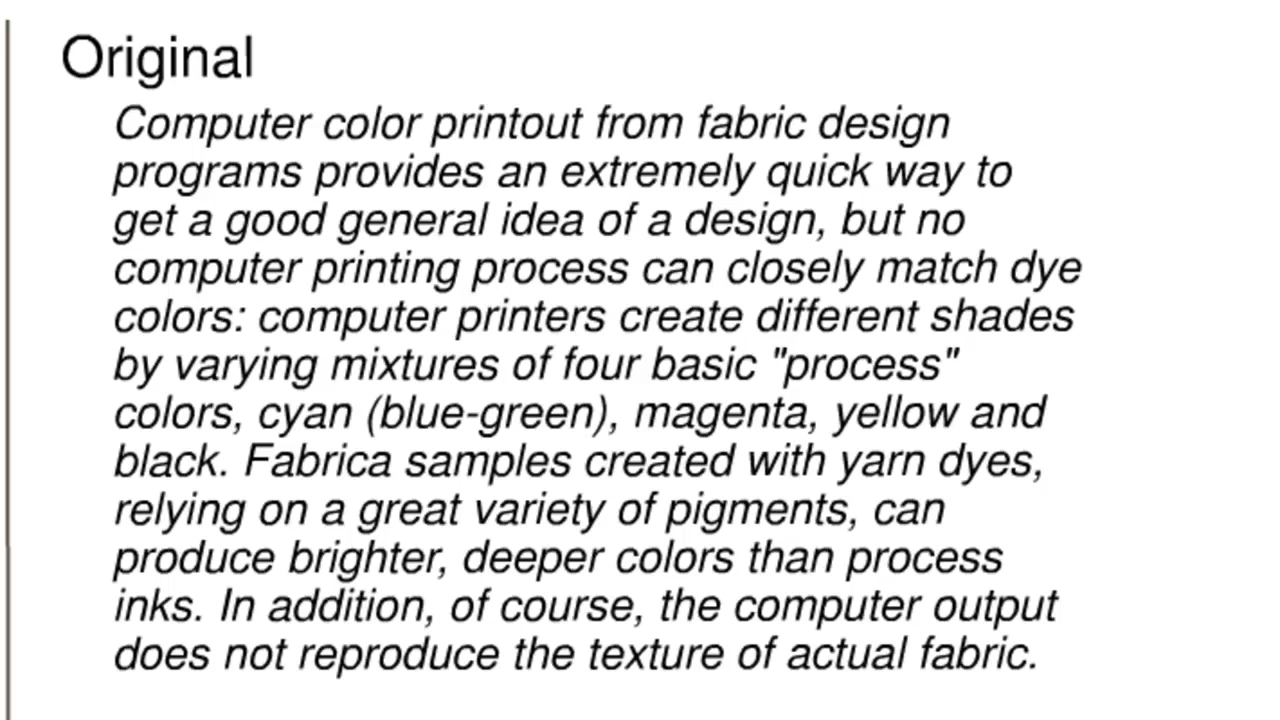 Original
Computer color printout from fabric design
programs provides an extremely quick way to
get a good general idea of a design, but no
computer printing process can closely match dye
colors: computer printers create different shades
by varying mixtures of four basic "process"
colors, cyan (blue-green), magenta, yellow and
black. Fabrica samples created with yarn dyes,
relying on a great variety of pigments, can
produce brighter, deeper colors than process
inks. In addition, of course, the computer output
does not reproduce the texture of actual fabric.